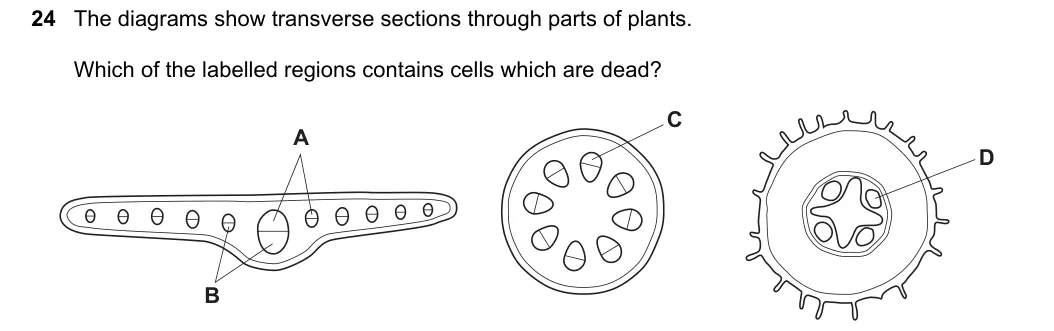 24 The diagrams show transverse sections through parts of plants.
Which of the labelled regions contains cells which are dead?
A
B
C
D